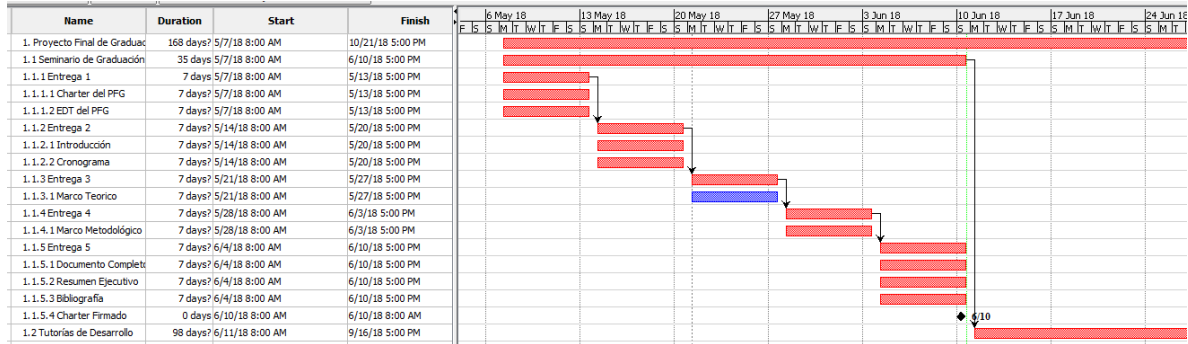 Name Duration Start Finish
6 May 18 13 May 18 20 May 18 27 May 18 3 Jun 18 10 Jun 18 17 Jun 18 24 Jun 18
F S S M T W T F S S M T W T F S S M T W T F S S M T W T F S S M T W T F S S M T W T F S S M T W T F S S M T
1. Proyecto Final de Graduac 168 days? 5/7/18 8:00 AM 10/21/18 5:00 PM
1.1 Seminario de Graduación 35 days 5/7/18 8:00 AM 6/10/18 5:00 PM
1.1.1 Entrega 1 7 days 5/7/18 8:00 AM 5/13/18 5:00 PM
1.1.1.1 Charter del PFG 7 days? 5/7/18 8:00 AM 5/13/18 5:00 PM
1.1.1.2 EDT del PFG 7 days? 5/7/18 8:00 AM 5/13/18 5:00 PM
1.1.2 Entrega 2 7 days? 5/14/18 8:00 AM 5/20/18 5:00 PM
1.1.2.1 Introducción 7 days? 5/14/18 8:00 AM 5/20/18 5:00 PM
1.1.2.2 Cronograma 7 days? 5/14/18 8:00 AM 5/20/18 5:00 PM
1.1.3 Entrega 3 7 days? 5/21/18 8:00 AM 5/27/18 5:00 PM
1.1.3.1 Marco Teorico 7 days? 5/21/18 8:00 AM 5/27/18 5:00 PM
1.1.4 Entrega 4 7 days? 5/28/18 8:00 AM 6/3/18 5:00 PM
1.1.4.1 Marco Metodológico 7 days? 5/28/18 8:00 AM 6/3/18 5:00 PM
1.1.5 Entrega 5 7 days? 6/4/18 8:00 AM 6/10/18 5:00 PM
1.1.5.1 Documento Completo 7 days? 6/4/18 8:00 AM 6/10/18 5:00 PM
1.1.5.2 Resumen Ejecutivo 7 days? 6/4/18 8:00 AM 6/10/18 5:00 PM
1.1.5.3 Bibliografía 7 days? 6/4/18 8:00 AM 6/10/18 5:00 PM
1.1.5.4 Charter Firmado 0 days 6/10/18 8:00 AM 6/10/18 8:00 AM 6/10
1.2 Tutorías de Desarrollo 98 days? 6/11/18 8:00 AM 9/16/18 5:00 PM